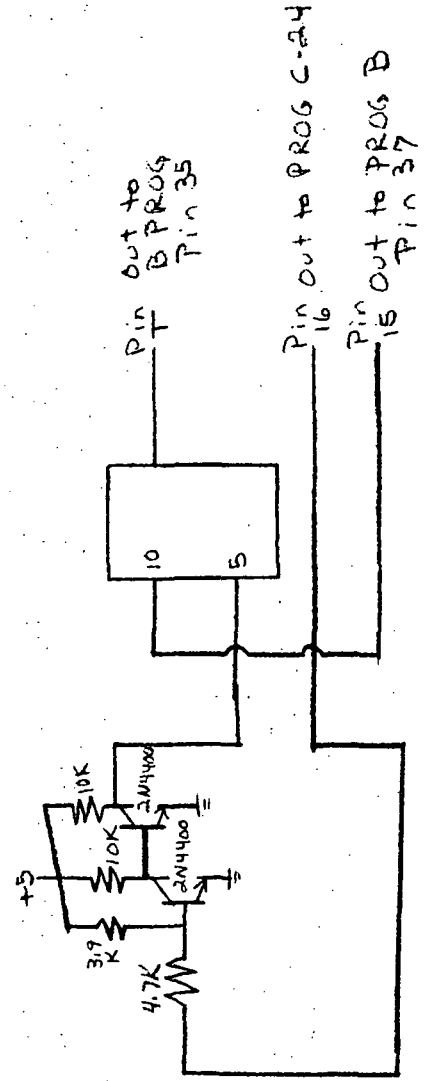 +5
10K
10K
3.9
K
4.7K
2N4400
2N4400
10
5
Pin
T
Out to
B PROG
Pin 35
Pin
16
Out to PROG C-24
Pin
15
Out to PROG B
Pin 37